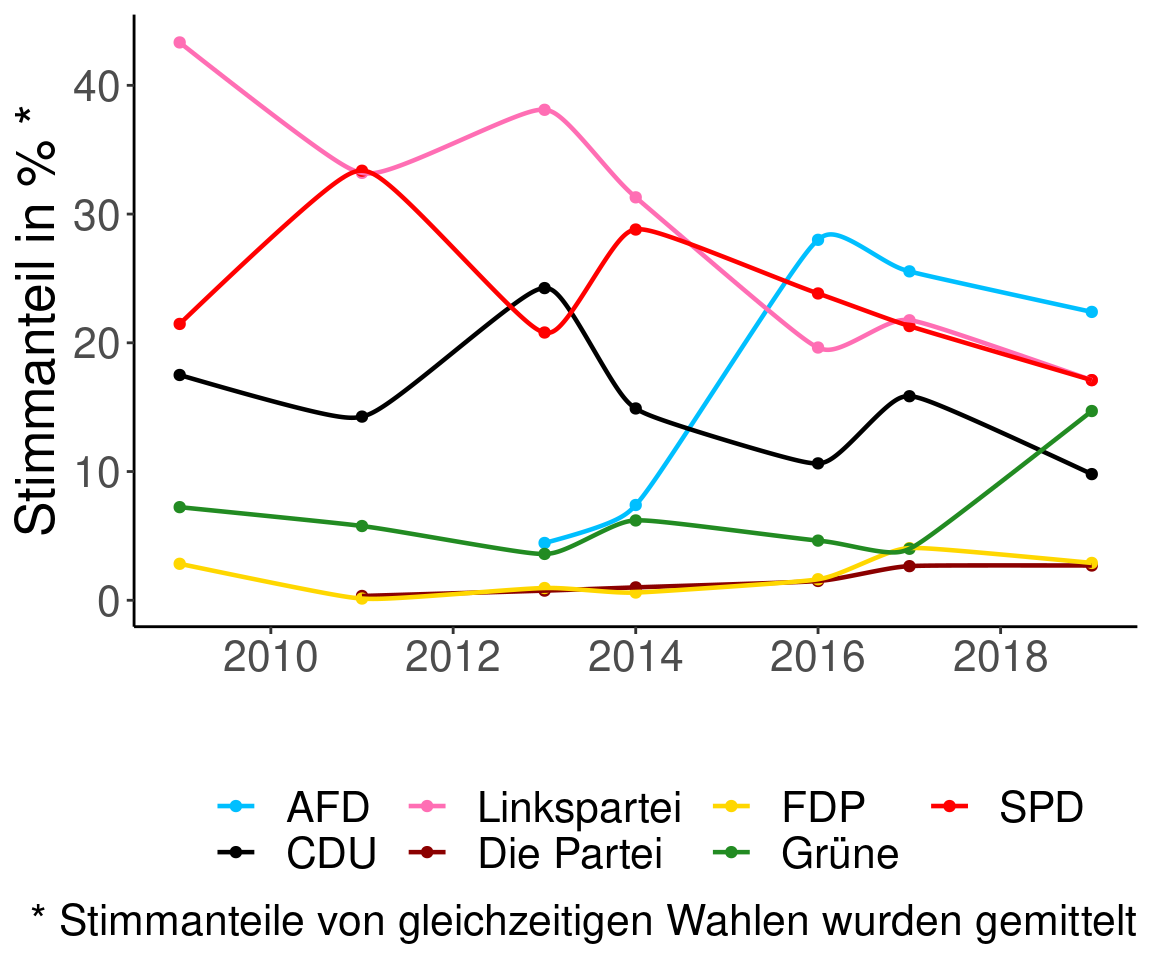 Stimmanteil in % *
40
30
20
10
0
2010 2012 2014 2016 2018
AFD Linkspartei FDP SPD
CDU Die Partei Grüne
* Stimmanteile von gleichzeitigen Wahlen wurden gemittelt